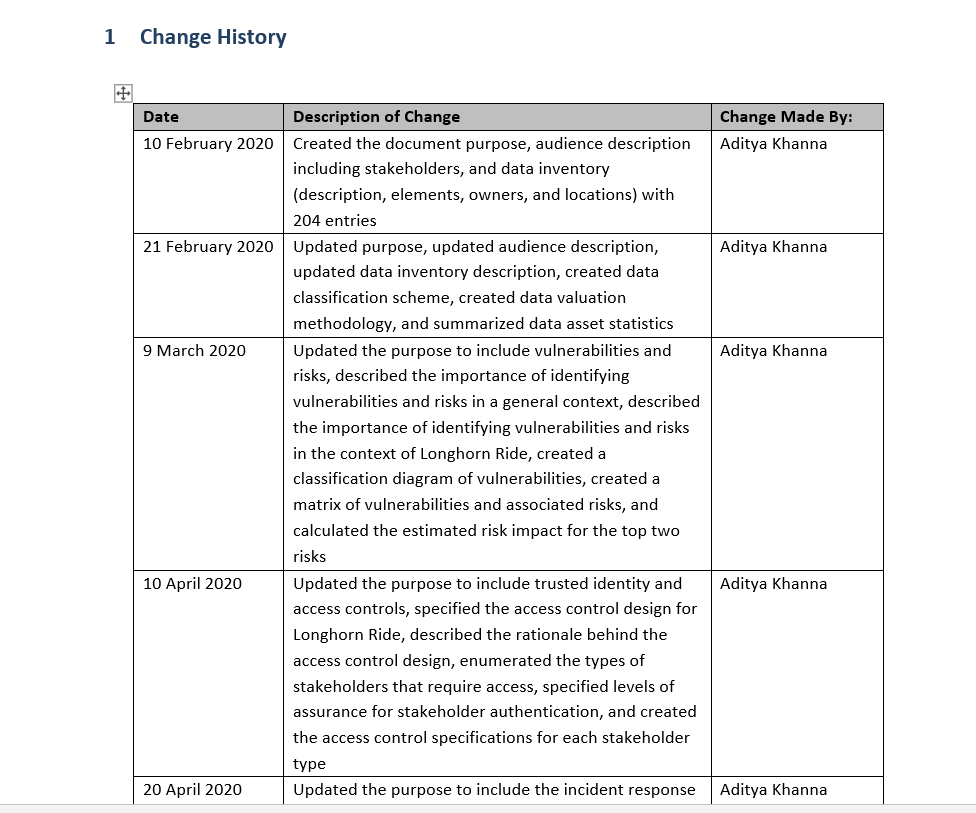 1 Change History
Date Description of Change Change Made By:
10 February 2020 Created the document purpose, audience description Aditya Khanna
including stakeholders, and data inventory
(description, elements, owners, and locations) with
204 entries
21 February 2020 Updated purpose, updated audience description, Aditya Khanna
updated data inventory description, created data
classification scheme, created data valuation
methodology, and summarized data asset statistics
9 March 2020 Updated the purpose to include vulnerabilities and Aditya Khanna
risks, described the importance of identifying
vulnerabilities and risks in a general context, described
the importance of identifying vulnerabilities and risks
in the context of Longhorn Ride, created a
classification diagram of vulnerabilities, created a
matrix of vulnerabilities and associated risks, and
calculated the estimated risk impact for the top two
risks
10 April 2020 Updated the purpose to include trusted identity and Aditya Khanna
access controls, specified the access control design for
Longhorn Ride, described the rationale behind the
access control design, enumerated the types of
stakeholders that require access, specified levels of
assurance for stakeholder authentication, and created
the access control specifications for each stakeholder
type
20 April 2020 Updated the purpose to include the incident response Aditya Khanna